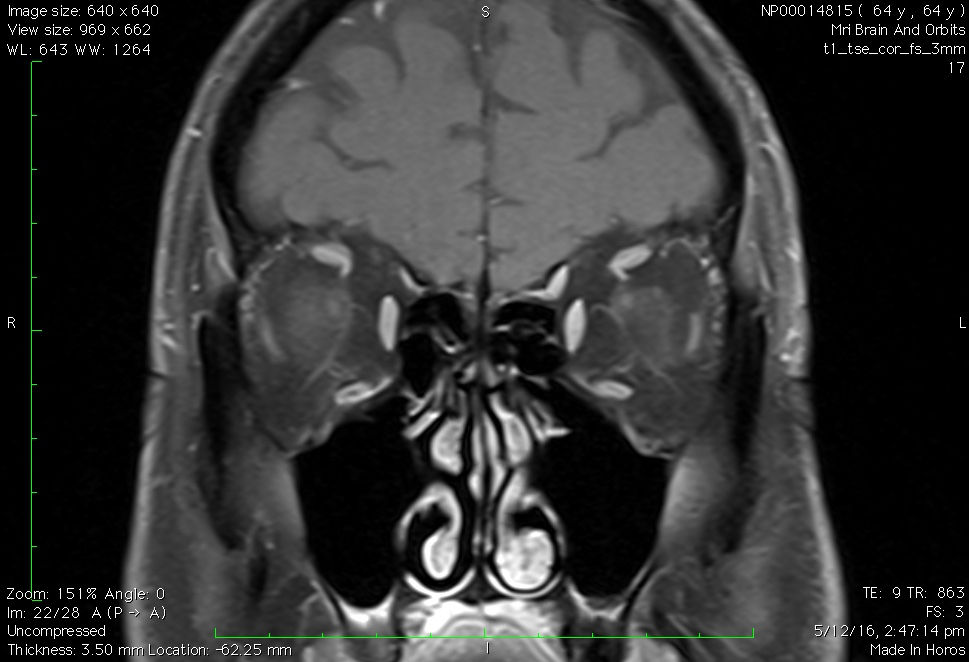 Image size: 640 x 640
View size: 969 x 662
WL: 643 WW: 1264
S
NP00014815 ( 64 y , 64 y )
Mri Brain And Orbits
t1_tse_cor_fs_3mm
17
R
L
Zoom: 151% Angle: 0
Im: 22/28 A (P -> A)
Uncompressed
Thickness: 3.50 mm Location: -62.25 mm
I
TE: 9 TR: 863
FS: 3
5/12/16, 2:47:14 pm
Made In Horos